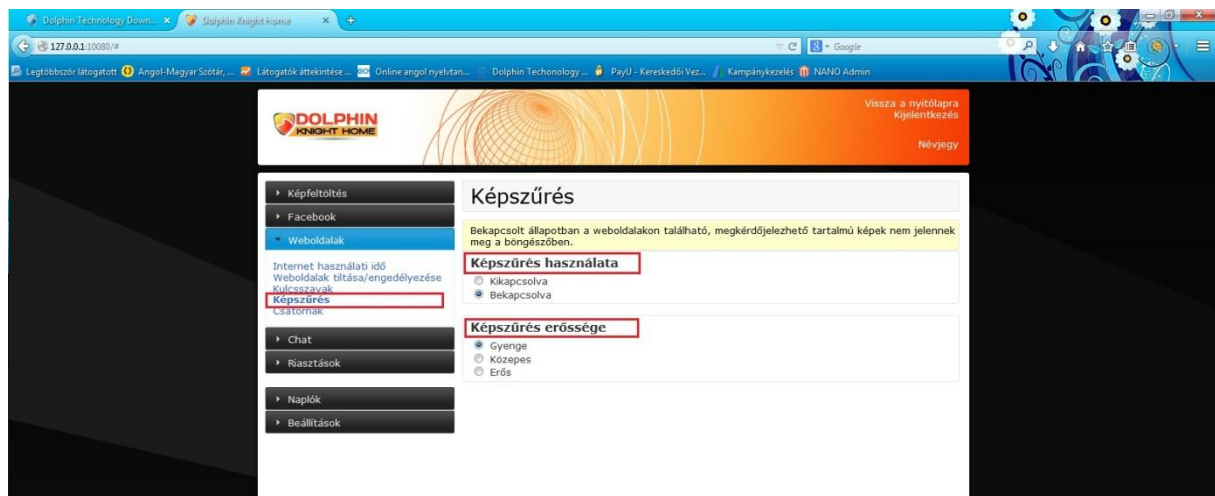 Dolphin Technology Down...
Dolphin Knight Home
127.0.0.1:10080/#
Google
Legtöbbször látogatott
Angol-Magyar Szótár, ...
Látogatók áttekintése ...
Online angol nyelvtan...
Dolphin Techonology ...
PayU - Kereskedői Vez...
Kampánykezelés
NANO Admin
DOLPHIN
KNIGHT HOME
Vissza a nyitólapra
Kijelentkezés
Névjegy
Képfeltöltés
Facebook
Weboldalak
Internet használati idő
Weboldalak tiltása/engedélyezése
Kulcsszavak
Képszűrés
Csatornák
Chat
Riasztások
Naplók
Beállítások
Képszűrés
Bekapcsolt állapotban a weboldalakon található, megkérdőjelezhető tartalmú képek nem jelennek
meg a böngészőben.
Képszűrés használata
Kikapcsolva
Bekapcsolva
Képszűrés erőssége
Gyenge
Közepes
Erős